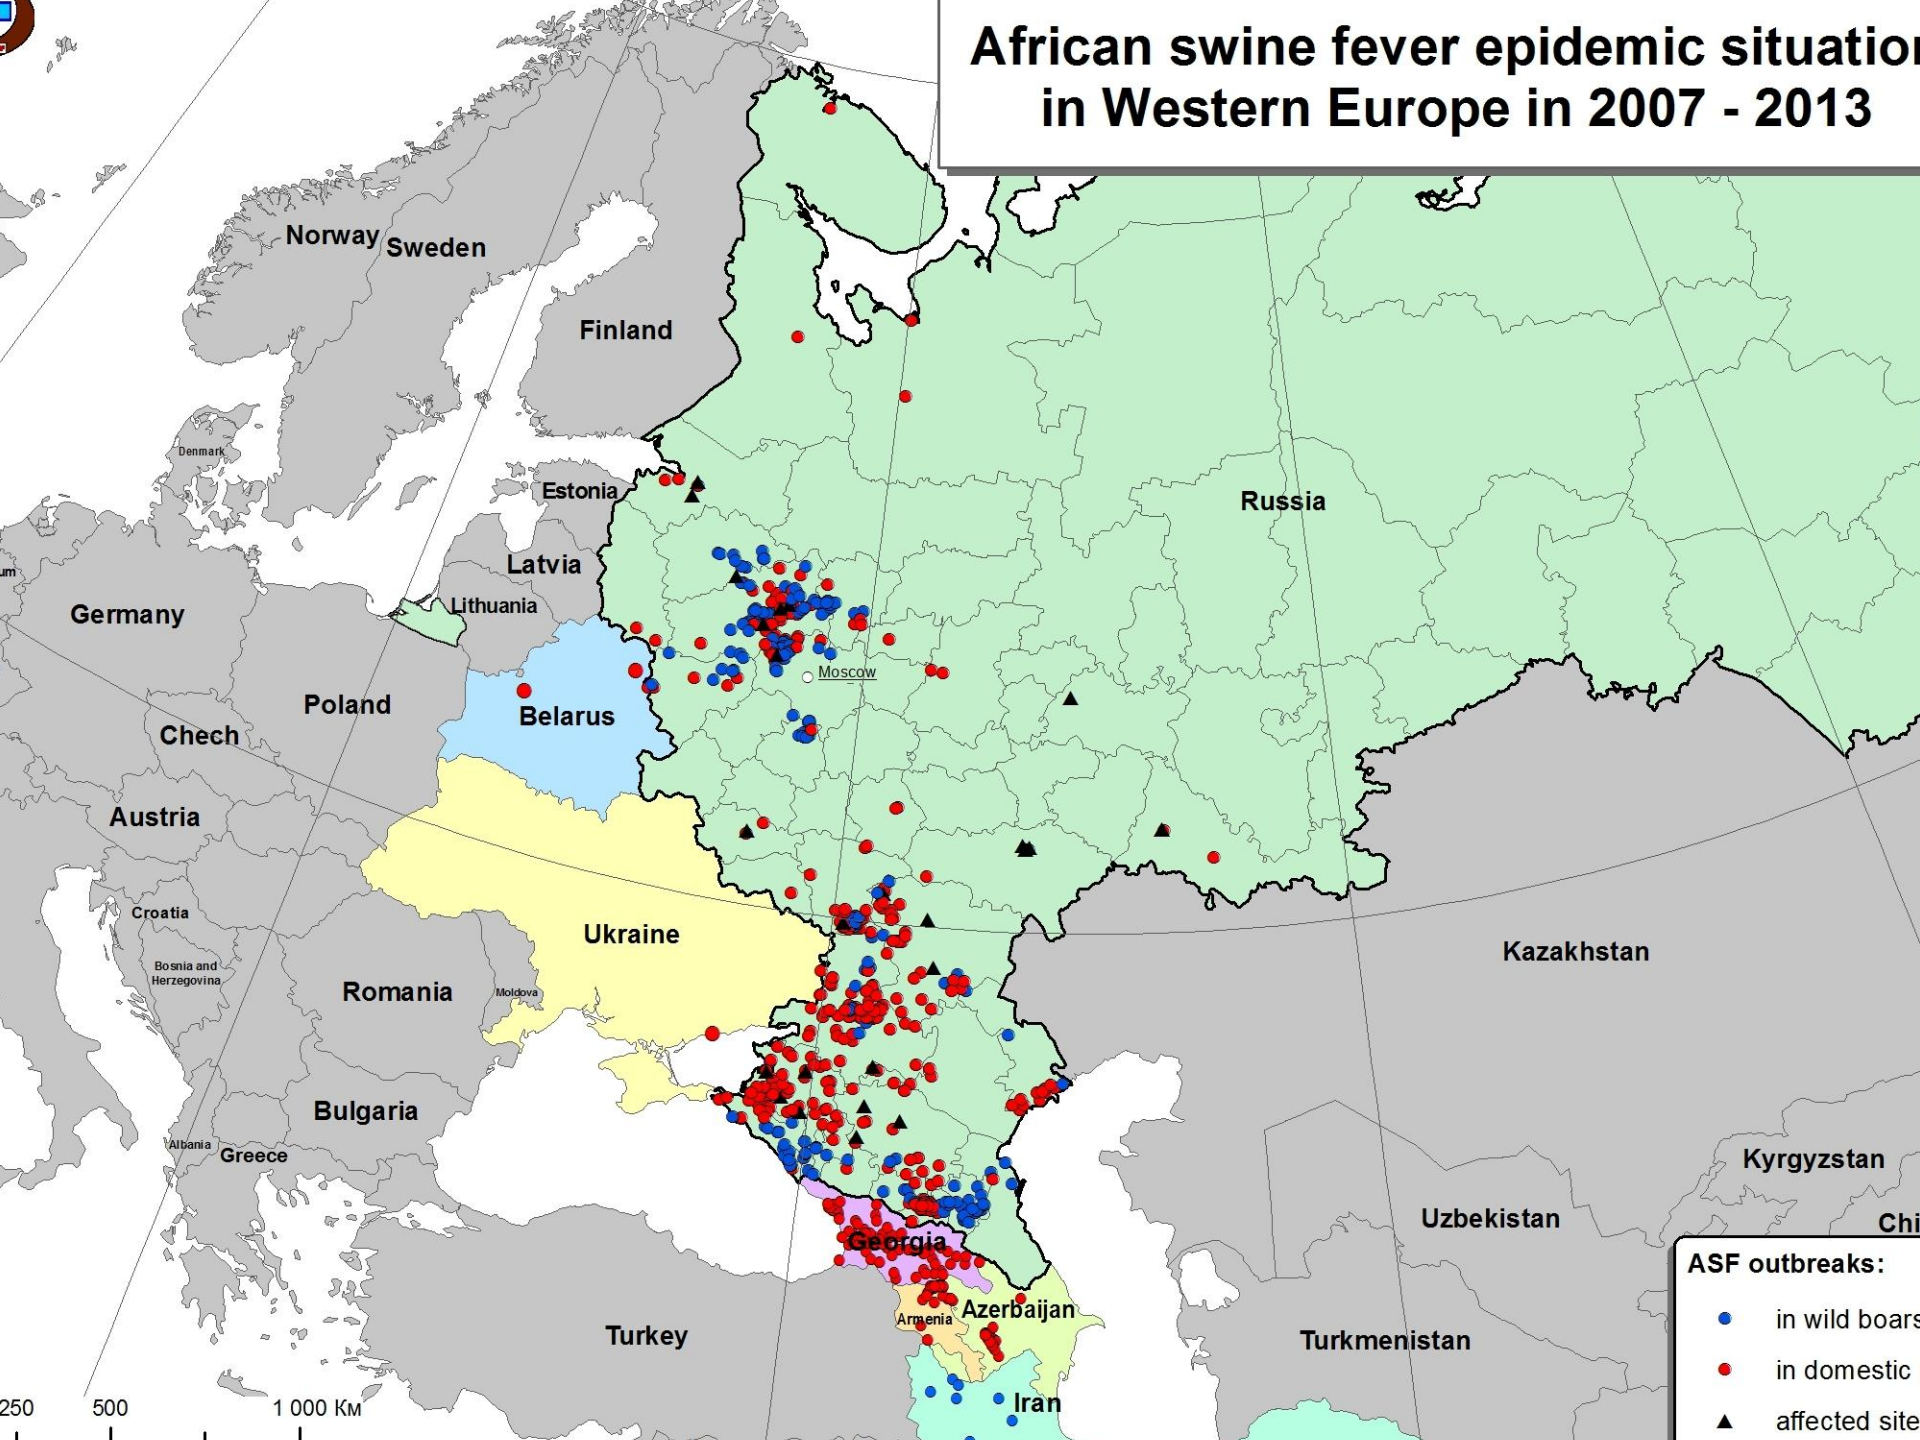 African swine fever epidemic situation
in Western Europe in 2007 - 2013
Norway
Sweden
Finland
Denmark
Estonia
Russia
Latvia
Lithuania
Germany
Moscow
Poland
Belarus
Chech
Austria
Croatia
Ukraine
Kazakhstan
Bosnia and
Herzegovina
Romania
Moldova
Bulgaria
Albania
Greece
Kyrgyzstan
Uzbekistan
Georgia
Azerbaijan
Armenia
Turkey
Turkmenistan
Iran
ASF outbreaks:
in wild boars
in domestic
affected site
250 500 1 000 Км